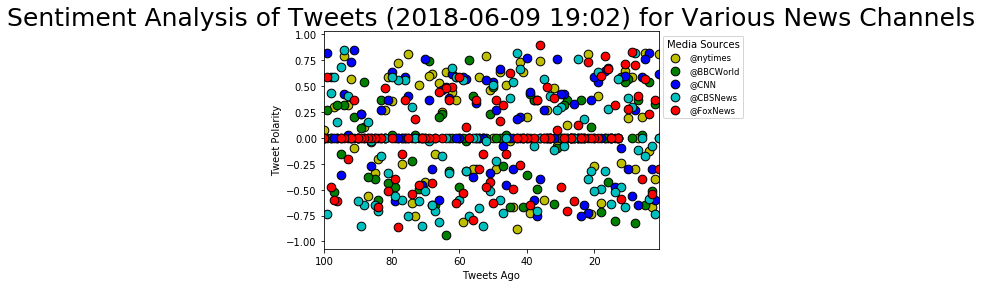 Sentiment Analysis of Tweets (2018-06-09 19:02) for Various News Channels
1.00
0.75
0.50
0.25
0.00
−0.25
−0.50
−0.75
−1.00
Tweet Polarity
100
80
60
40
20
Tweets Ago
Media Sources
@nytimes
@BBCWorld
@CNN
@CBSNews
@FoxNews